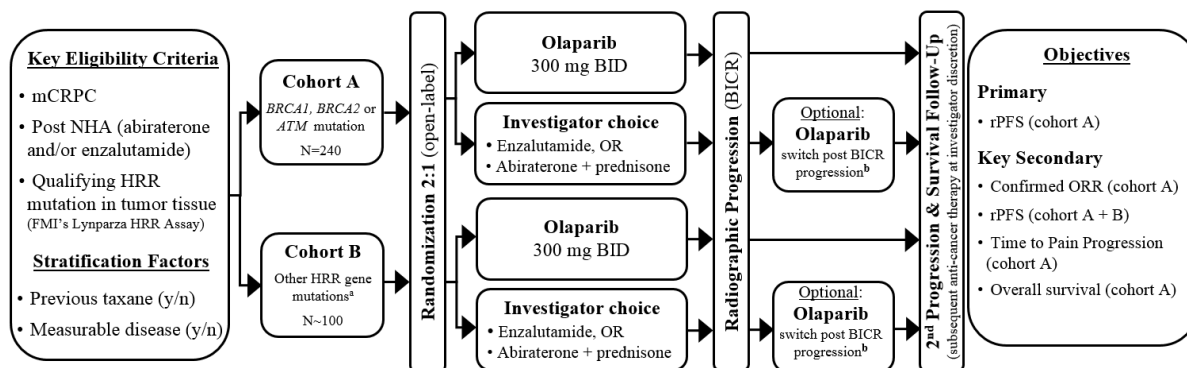 Key Eligibility Criteria
• mCRPC
• Post NHA (abiraterone
and/or enzalutamide)
• Qualifying HRR
mutation in tumor tissue
(FMI's Lynparza HRR Assay)
Stratification Factors
• Previous taxane (y/n)
• Measurable disease (y/n)
Cohort A
BRCA1, BRCA2 or
ATM mutation
N=240
Cohort B
Other HRR gene
mutationsᵃ
N~100
Randomization 2:1 (open-label)
Olaparib
300 mg BID
Investigator choice
• Enzalutamide, OR
• Abiraterone + prednisone
Olaparib
300 mg BID
Investigator choice
• Enzalutamide, OR
• Abiraterone + prednisone
Radiographic Progression (BICR)
Optional:
Olaparib
switch post BICR
progressionᵇ
Optional:
Olaparib
switch post BICR
progressionᵇ
2ⁿᵈ Progression & Survival Follow-Up
(subsequent anti-cancer therapy at investigator discretion)
Objectives
Primary
• rPFS (cohort A)
Key Secondary
• Confirmed ORR (cohort A)
• rPFS (cohort A + B)
• Time to Pain Progression
(cohort A)
• Overall survival (cohort A)